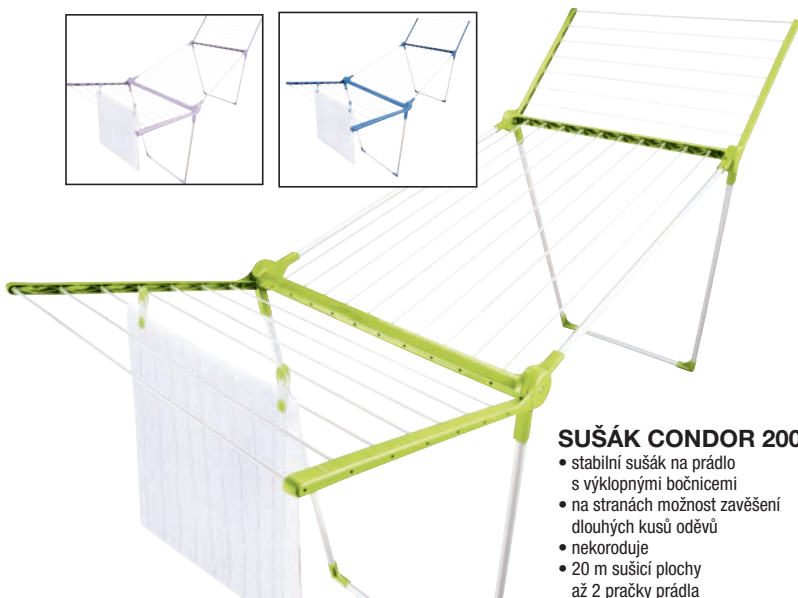 SUŠÁK CONDOR 200
• stabilní sušák na prádlo
s výklopnými bočnicemi
• na stranách možnost zavěšení
dlouhých kusů oděvů
• nekoroduje
• 20 m sušicí plochy
až 2 pračky prádla